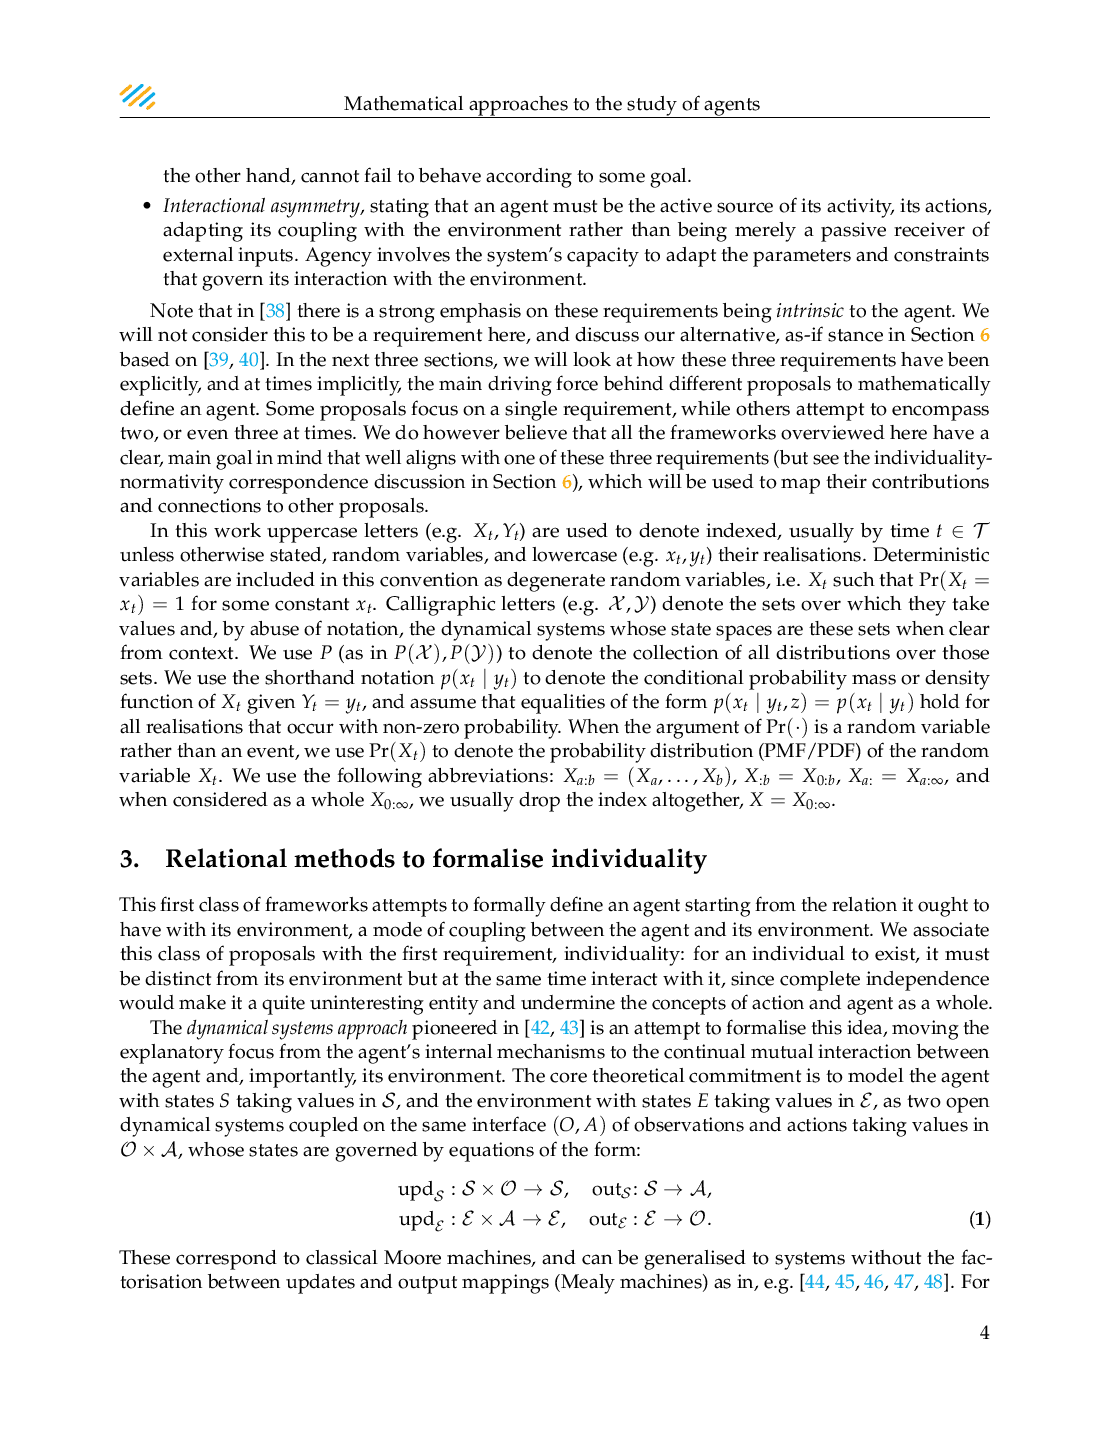 Mathematical approaches to the study of agents
the other hand, cannot fail to behave according to some goal.
• Interactional asymmetry, stating that an agent must be the active source of its activity, its actions,
adapting its coupling with the environment rather than being merely a passive receiver of
external inputs. Agency involves the system's capacity to adapt the parameters and constraints
that govern its interaction with the environment.
Note that in [38] there is a strong emphasis on these requirements being intrinsic to the agent. We
will not consider this to be a requirement here, and discuss our alternative, as-if stance in Section 6
based on [39, 40]. In the next three sections, we will look at how these three requirements have been
explicitly, and at times implicitly, the main driving force behind different proposals to mathematically
define an agent. Some proposals focus on a single requirement, while others attempt to encompass
two, or even three at times. We do however believe that all the frameworks overviewed here have a
clear, main goal in mind that well aligns with one of these three requirements (but see the individuality-
normativity correspondence discussion in Section 6), which will be used to map their contributions
and connections to other proposals.
In this work uppercase letters (e.g. Xₜ, Yₜ) are used to denote indexed, usually by time t ∈ 𝒯
unless otherwise stated, random variables, and lowercase (e.g. xₜ, yₜ) their realisations. Deterministic
variables are included in this convention as degenerate random variables, i.e. Xₜ such that Pr(Xₜ =
xₜ) = 1 for some constant xₜ. Calligraphic letters (e.g. 𝒳, 𝒴) denote the sets over which they take
values and, by abuse of notation, the dynamical systems whose state spaces are these sets when clear
from context. We use P (as in P(𝒳), P(𝒴)) to denote the collection of all distributions over those
sets. We use the shorthand notation p(xₜ | yₜ) to denote the conditional probability mass or density
function of Xₜ given Yₜ = yₜ, and assume that equalities of the form p(xₜ | yₜ, z) = p(xₜ | yₜ) hold for
all realisations that occur with non-zero probability. When the argument of Pr(·) is a random variable
rather than an event, we use Pr(Xₜ) to denote the probability distribution (PMF/PDF) of the random
variable Xₜ. We use the following abbreviations: X_{a:b} = (X_a, . . . , X_b), X_{:b} = X_{0:b}, X_{a:} = X_{a:∞}, and
when considered as a whole X_{0:∞}, we usually drop the index altogether, X = X_{0:∞}.
3. Relational methods to formalise individuality
This first class of frameworks attempts to formally define an agent starting from the relation it ought to
have with its environment, a mode of coupling between the agent and its environment. We associate
this class of proposals with the first requirement, individuality: for an individual to exist, it must
be distinct from its environment but at the same time interact with it, since complete independence
would make it a quite uninteresting entity and undermine the concepts of action and agent as a whole.
The dynamical systems approach pioneered in [42, 43] is an attempt to formalise this idea, moving the
explanatory focus from the agent's internal mechanisms to the continual mutual interaction between
the agent and, importantly, its environment. The core theoretical commitment is to model the agent
with states S taking values in 𝒮, and the environment with states E taking values in ℰ, as two open
dynamical systems coupled on the same interface (O, A) of observations and actions taking values in
𝒪 × 𝒜, whose states are governed by equations of the form:
upd_𝒮 : 𝒮 × 𝒪 → 𝒮, out_𝒮 : 𝒮 → 𝒜,
upd_ℰ : ℰ × 𝒜 → ℰ, out_ℰ : ℰ → 𝒪. (1)
These correspond to classical Moore machines, and can be generalised to systems without the fac-
torisation between updates and output mappings (Mealy machines) as in, e.g. [44, 45, 46, 47, 48]. For
4